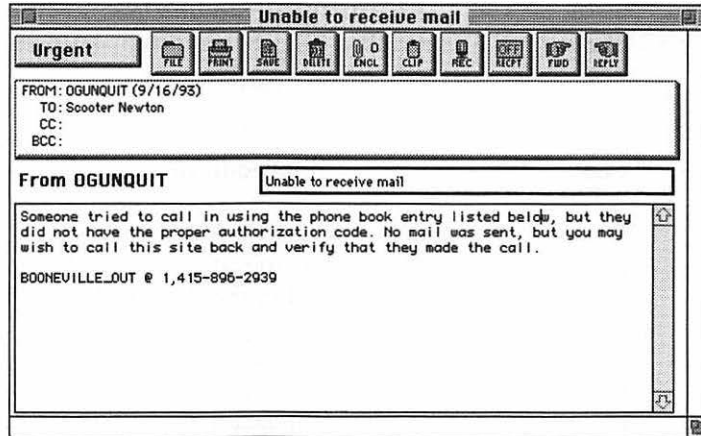 Unable to receive mail
Urgent
FILE PRINT SAVE DELETE 0 ENCL CLIP REC OFF RECPT FWD REPLY
FROM: OGUNQUIT (9/16/93)
TO: Scooter Newton
CC:
BCC:
From OGUNQUIT Unable to receive mail
Someone tried to call in using the phone book entry listed below, but they
did not have the proper authorization code. No mail was sent, but you may
wish to call this site back and verify that they made the call.
BOONEVILLE_OUT @ 1,415-896-2939